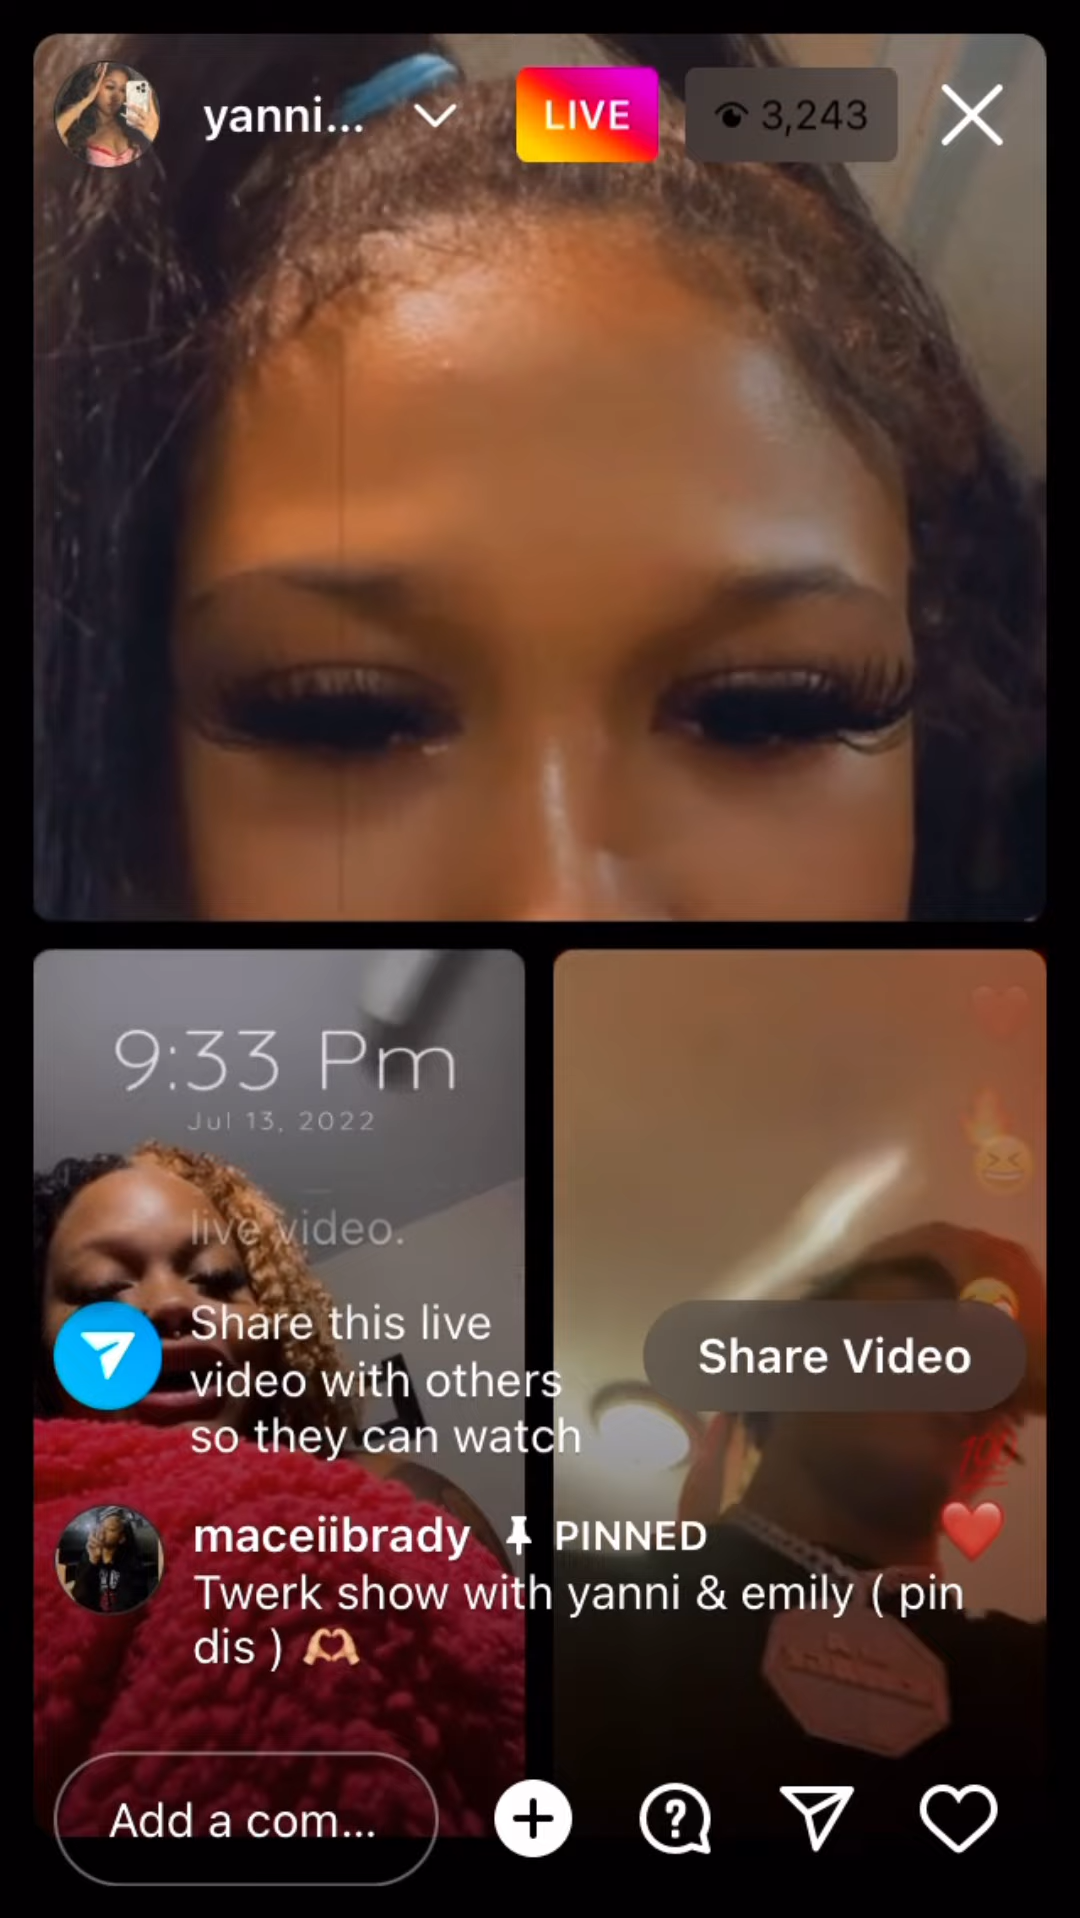 yanni...
LIVE
3,243
9:33 Pm
Jul 13, 2022
live video.
Share this live
video with others
so they can watch
Share Video
maceiibrady PINNED
Twerk show with yanni & emily ( pin
dis ) 🫶🏼
💯
Add a com...